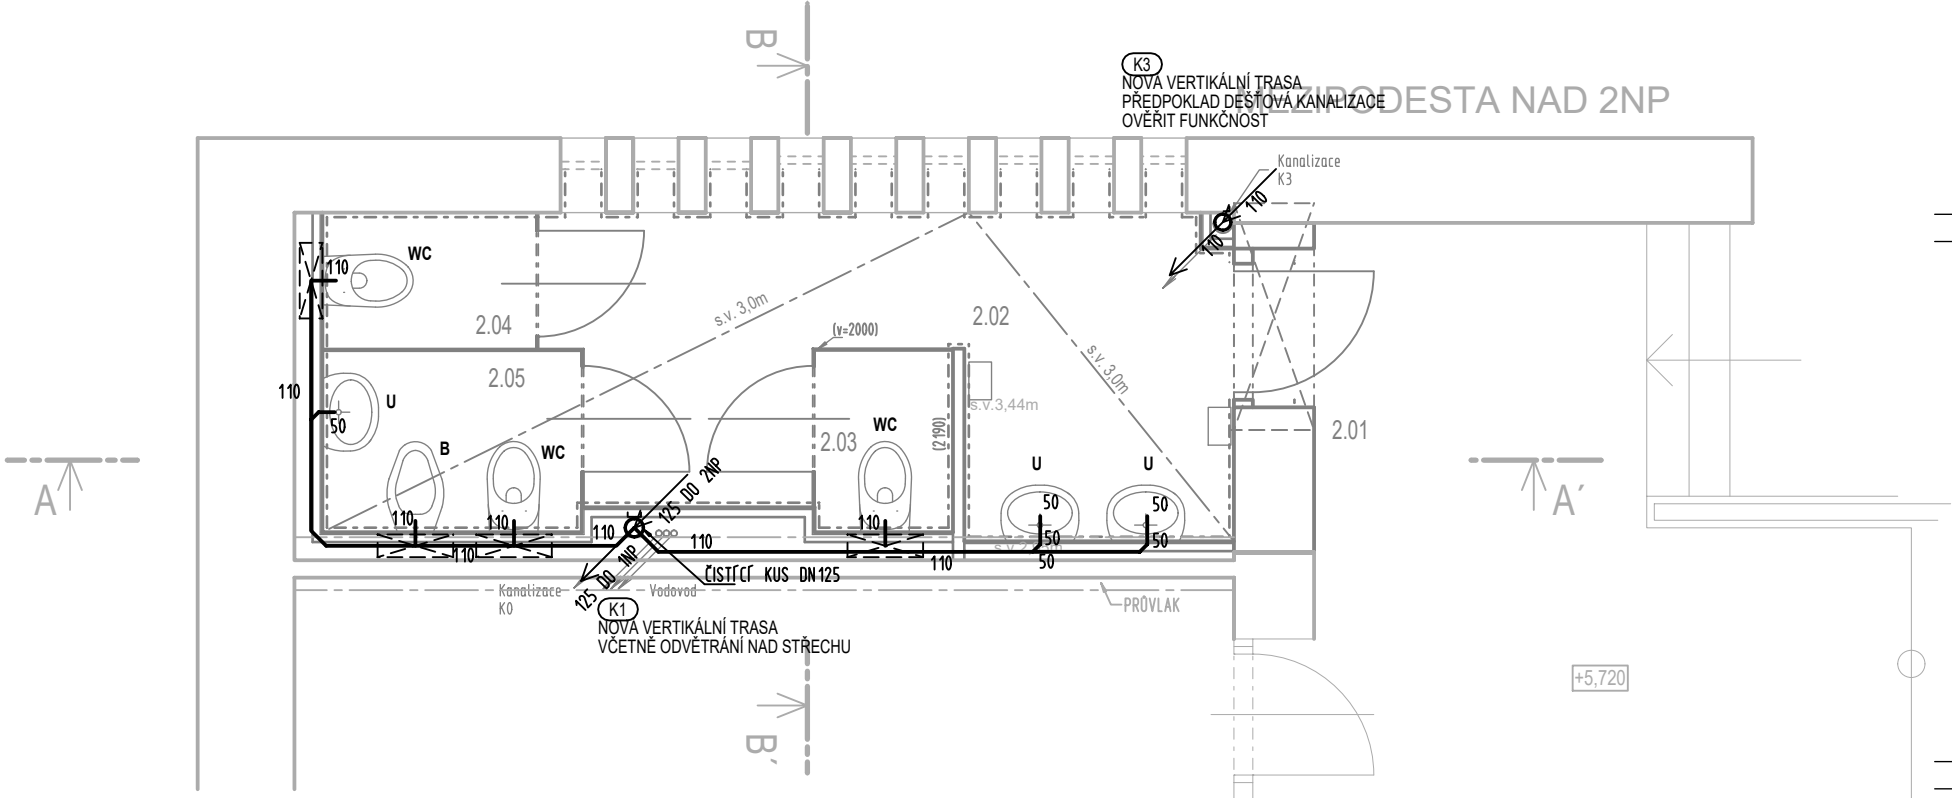 B
K3
NOVÁ VERTIKÁLNÍ TRASA
PŘEDPOKLAD DEŠŤOVÁ KANALIZACE
OVĚŘIT FUNKČNOST
MEZIPODESTA NAD 2NP
Kanalizace
K3
110
110
WC
110
2.04
s.v. 3,0m
(v=2000)
2.02
s.v. 3,0m
2.05
110
U
50
s.v.3,44m
B
WC
2.03
WC
(2190)
2.01
A
A´
U
U
125 DO 2NP
50
50
110
110
110
110
110
110
110
50
50
50
125 DO 1NP
ČISTÍCÍ KUS DN125
Kanalizace
K0
Vodovod
K1
NOVÁ VERTIKÁLNÍ TRASA
VČETNĚ ODVĚTRÁNÍ NAD STŘECHU
PRŮVLAK
+5,720
B´